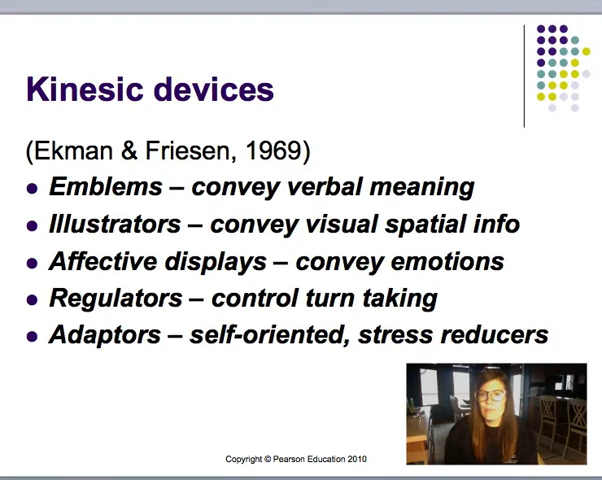 Kinesic devices
(Ekman & Friesen, 1969)
Emblems – convey verbal meaning
Illustrators – convey visual spatial info
Affective displays – convey emotions
Regulators – control turn taking
Adaptors – self-oriented, stress reducers
Copyright © Pearson Education 2010